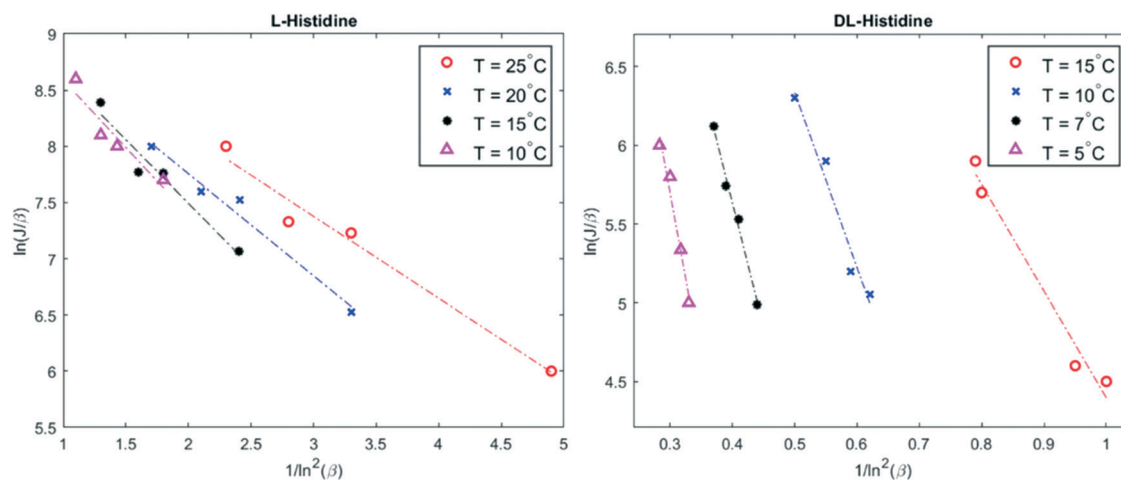 L-Histidine
9
8.5
8
7.5
7
6.5
6
5.5
ln(J/β)
1
1.5
2
2.5
3
3.5
4
4.5
5
1/ln²(β)
T = 25°C
T = 20°C
T = 15°C
T = 10°C
DL-Histidine
6.5
6
5.5
5
4.5
ln(J/β)
0.3
0.4
0.5
0.6
0.7
0.8
0.9
1
1/ln²(β)
T = 15°C
T = 10°C
T = 7°C
T = 5°C